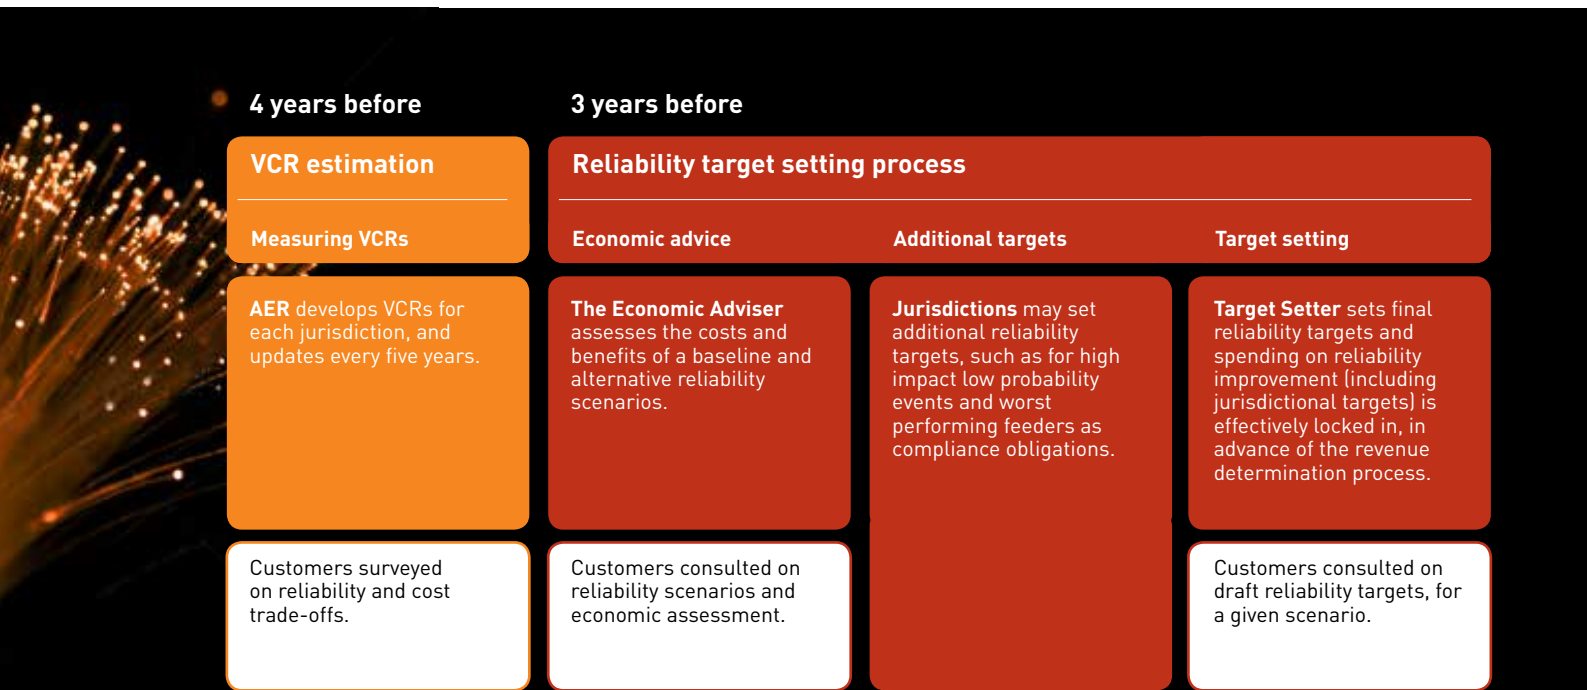 4 years before
3 years before
VCR estimation
Reliability target setting process
Measuring VCRs
Economic advice
Additional targets
Target setting
AER develops VCRs for
each jurisdiction, and
updates every five years.
The Economic Adviser
assesses the costs and
benefits of a baseline and
alternative reliability
scenarios.
Jurisdictions may set
additional reliability
targets, such as for high
impact low probability
events and worst
performing feeders as
compliance obligations.
Target Setter sets final
reliability targets and
spending on reliability
improvement (including
jurisdictional targets) is
effectively locked in, in
advance of the revenue
determination process.
Customers surveyed
on reliability and cost
trade-offs.
Customers consulted on
reliability scenarios and
economic assessment.
Customers consulted on
draft reliability targets, for
a given scenario.